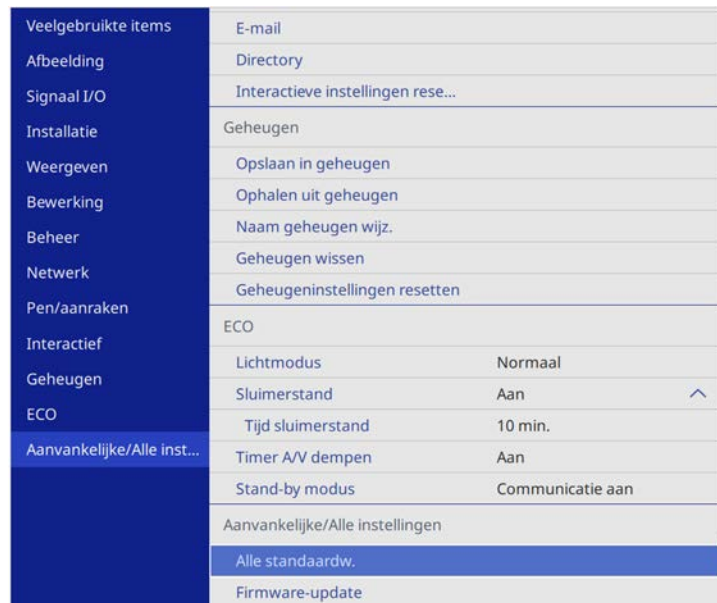 Veelgebruikte items
Afbeelding
Signaal I/O
Installatie
Weergeven
Bewerking
Beheer
Netwerk
Pen/aanraken
Interactief
Geheugen
ECO
Aanvankelijke/Alle inst...
E-mail
Directory
Interactieve instellingen rese...
Geheugen
Opslaan in geheugen
Ophalen uit geheugen
Naam geheugen wijz.
Geheugen wissen
Geheugeninstellingen resetten
ECO
Lichtmodus Normaal
Sluimerstand Aan
Tijd sluimerstand 10 min.
Timer A/V dempen Aan
Stand-by modus Communicatie aan
Aanvankelijke/Alle instellingen
Alle standaardw.
Firmware-update